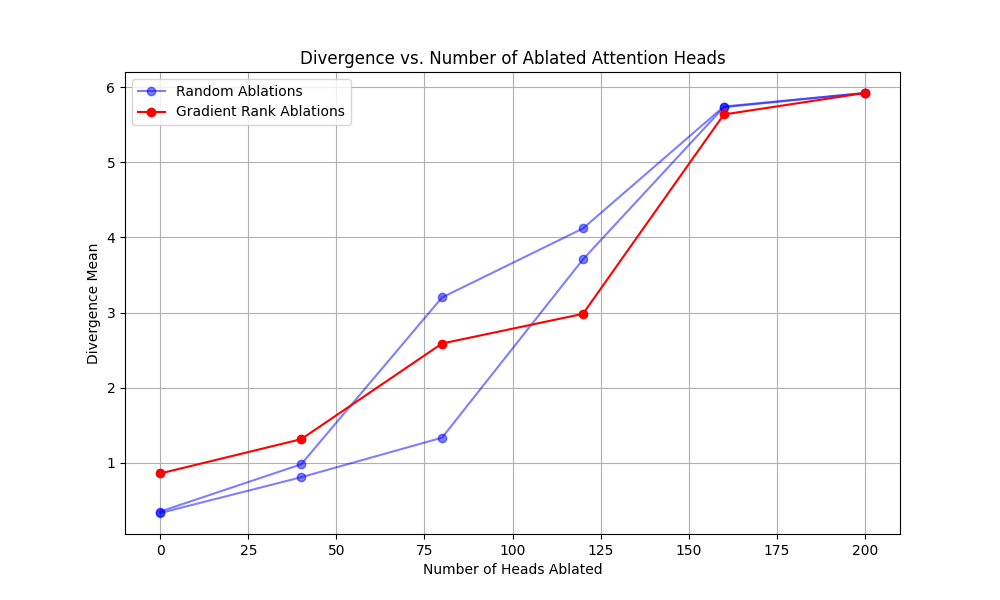 Divergence vs. Number of Ablated Attention Heads
Random Ablations
Gradient Rank Ablations
Divergence Mean
6
5
4
3
2
1
0 25 50 75 100 125 150 175 200
Number of Heads Ablated